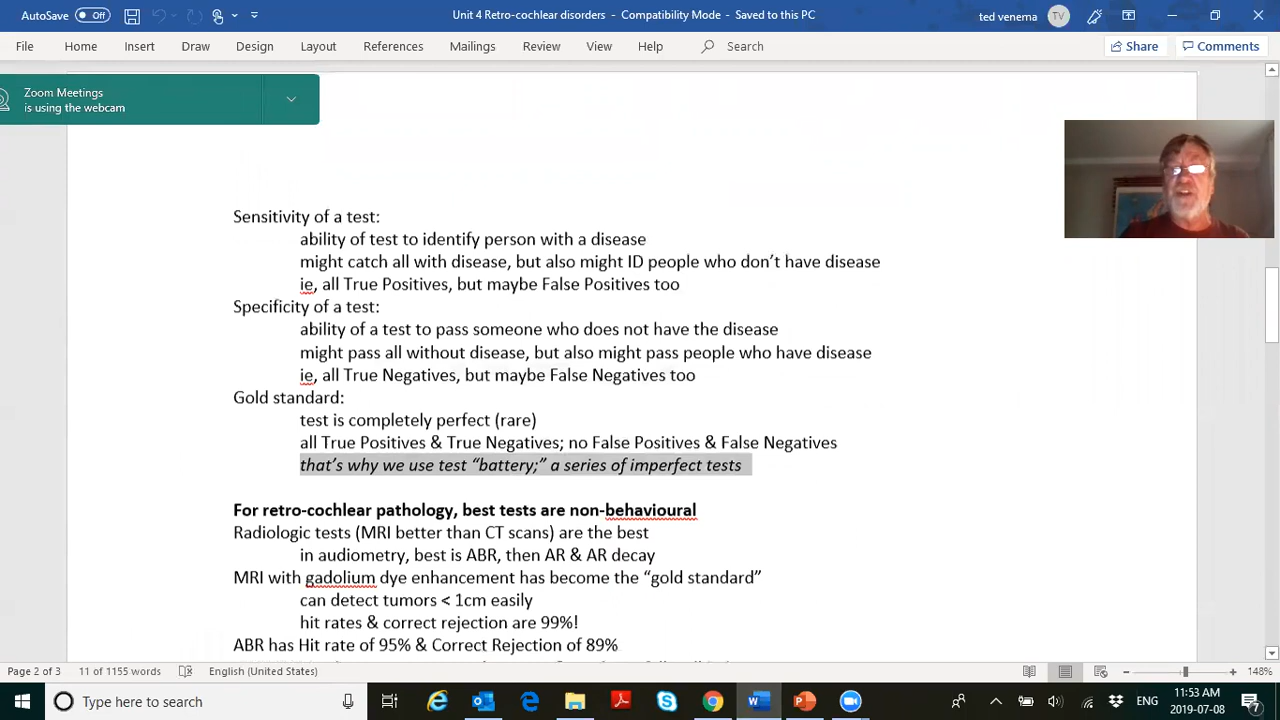 AutoSave Off
Unit 4 Retro-cochlear disorders - Compatibility Mode - Saved to this PC
ted venema TV
File Home Insert Draw Design Layout References Mailings Review View Help Search Share Comments
Zoom Meetings
is using the webcam
Sensitivity of a test:
ability of test to identify person with a disease
might catch all with disease, but also might ID people who don't have disease
ie, all True Positives, but maybe False Positives too
Specificity of a test:
ability of a test to pass someone who does not have the disease
might pass all without disease, but also might pass people who have disease
ie, all True Negatives, but maybe False Negatives too
Gold standard:
test is completely perfect (rare)
all True Positives & True Negatives; no False Positives & False Negatives
that's why we use test “battery;” a series of imperfect tests
For retro-cochlear pathology, best tests are non-behavioural
Radiologic tests (MRI better than CT scans) are the best
in audiometry, best is ABR, then AR & AR decay
MRI with gadolium dye enhancement has become the “gold standard”
can detect tumors < 1cm easily
hit rates & correct rejection are 99%!
ABR has Hit rate of 95% & Correct Rejection of 89%
Page 2 of 3 11 of 1155 words English (United States) 148%
Type here to search
ENG
11:53 AM
2019-07-08
7